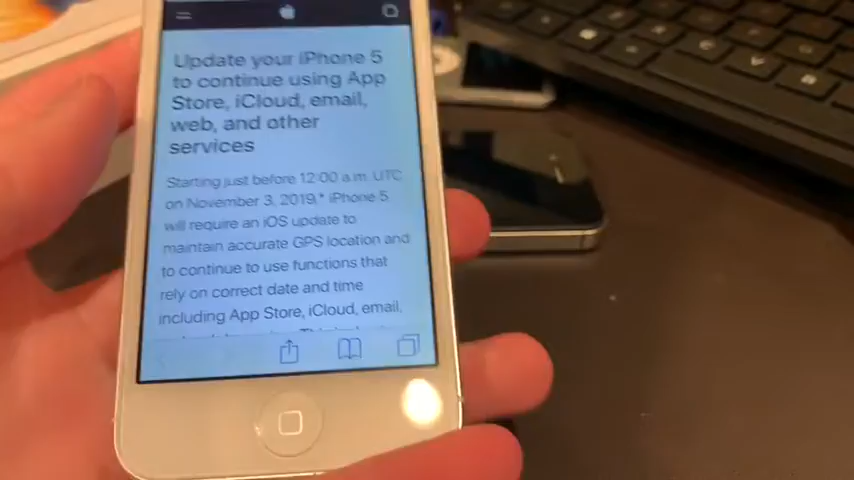 Update your iPhone 5
to continue using App
Store, iCloud, email,
web, and other
services
Starting just before 12:00 a.m. UTC
on November 3, 2019,* iPhone 5
will require an iOS update to
maintain accurate GPS location and
to continue to use functions that
rely on correct date and time
including App Store, iCloud, email,